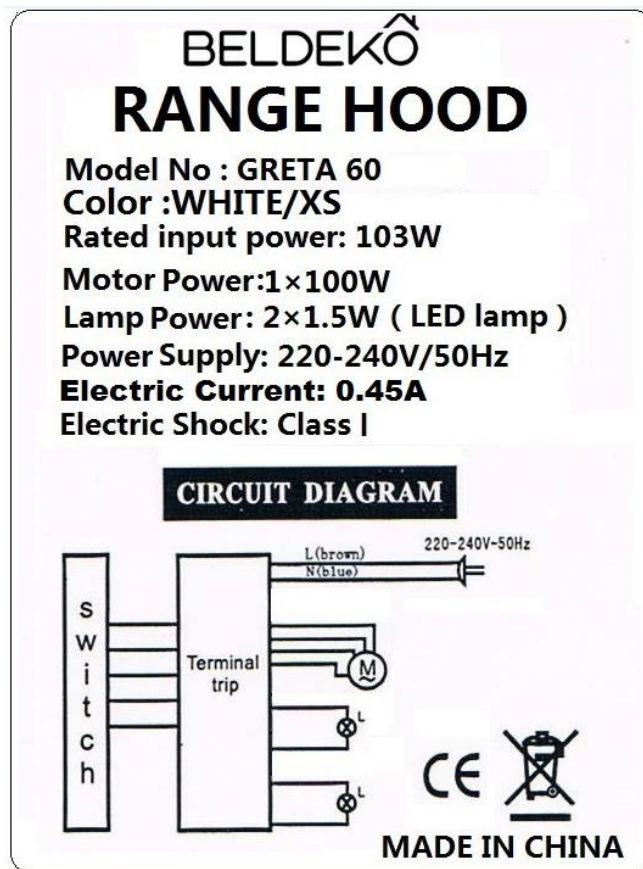 BELDEKO
RANGE HOOD
Model No : GRETA 60
Color :WHITE/XS
Rated input power: 103W
Motor Power:1×100W
Lamp Power: 2×1.5W ( LED lamp )
Power Supply: 220-240V/50Hz
Electric Current: 0.45A
Electric Shock: Class I
CIRCUIT DIAGRAM
L(brown)
220-240V-50Hz
N(blue)
switch
Terminal
trip
M
L
L
CE
MADE IN CHINA